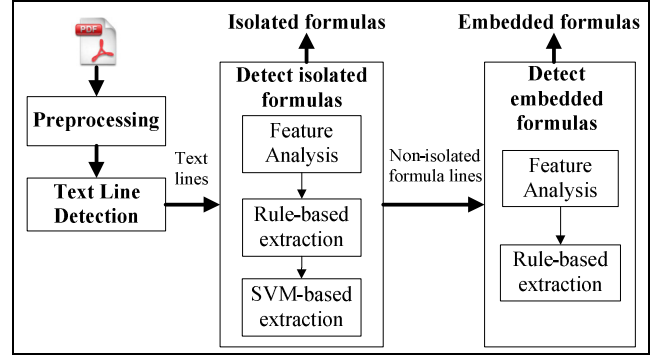 PDF
Preprocessing
Text Line
Detection
Text
lines
Isolated formulas
Detect isolated
formulas
Feature
Analysis
Rule-based
extraction
SVM-based
extraction
Non-isolated
formula lines
Embedded formulas
Detect
embedded
formulas
Feature
Analysis
Rule-based
extraction